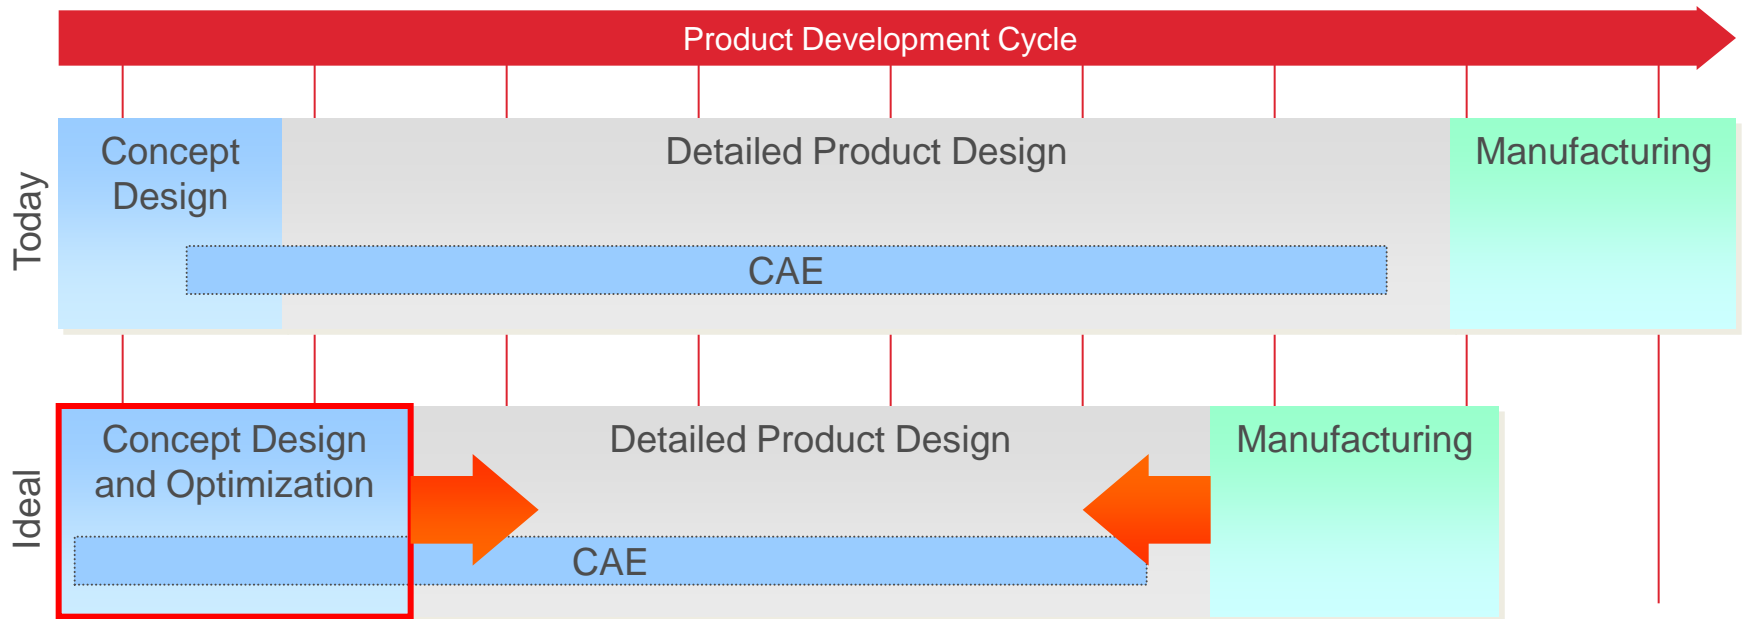 Product Development Cycle
Today
Concept
Design
Detailed Product Design
Manufacturing
CAE
Ideal
Concept Design
and Optimization
Detailed Product Design
Manufacturing
CAE